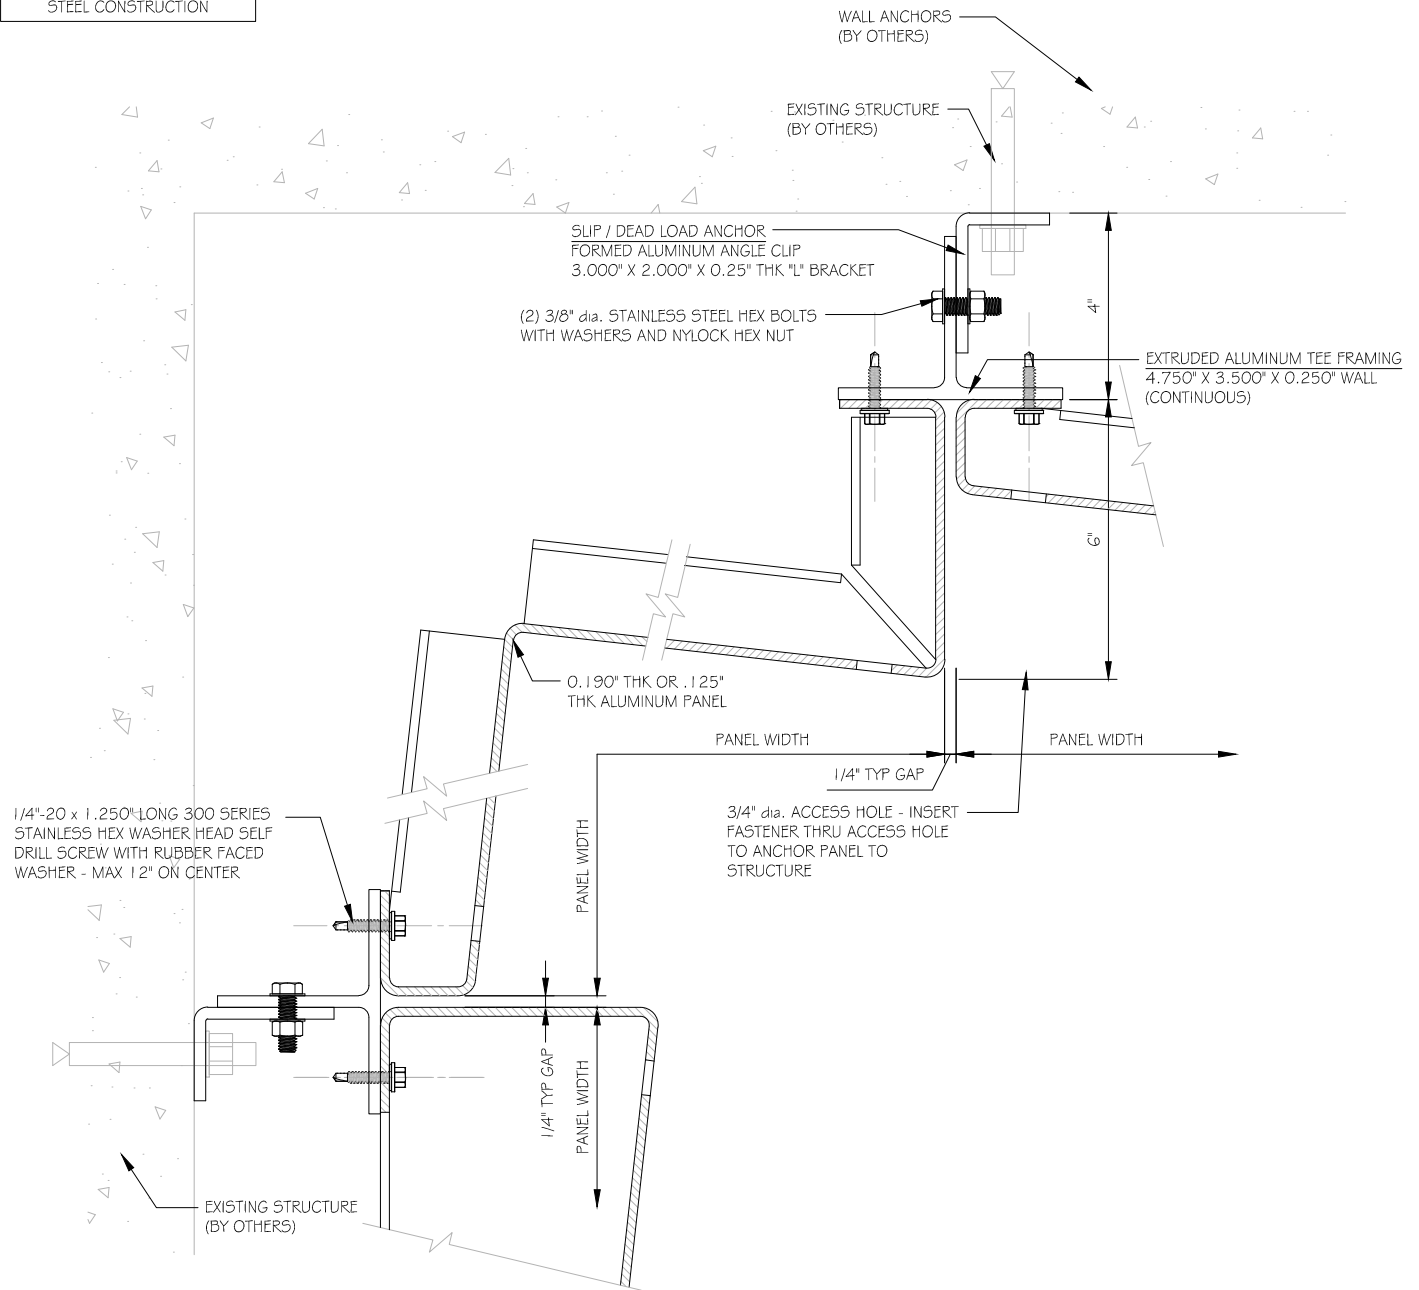 STEEL CONSTRUCTION
WALL ANCHORS
(BY OTHERS)
EXISTING STRUCTURE
(BY OTHERS)
SLIP / DEAD LOAD ANCHOR
FORMED ALUMINUM ANGLE CLIP
3.000" X 2.000" X 0.25" THK "L" BRACKET
4"
(2) 3/8" dia. STAINLESS STEEL HEX BOLTS
WITH WASHERS AND NYLOCK HEX NUT
EXTRUDED ALUMINUM TEE FRAMING
4.750" X 3.500" X 0.250" WALL
(CONTINUOUS)
6"
0.190" THK OR .125"
THK ALUMINUM PANEL
PANEL WIDTH
PANEL WIDTH
1/4" TYP GAP
3/4" dia. ACCESS HOLE - INSERT
FASTENER THRU ACCESS HOLE
TO ANCHOR PANEL TO
STRUCTURE
1/4"-20 x 1.250" LONG 300 SERIES
STAINLESS HEX WASHER HEAD SELF
DRILL SCREW WITH RUBBER FACED
WASHER - MAX 12" ON CENTER
PANEL WIDTH
1/4" TYP GAP
PANEL WIDTH
EXISTING STRUCTURE
(BY OTHERS)